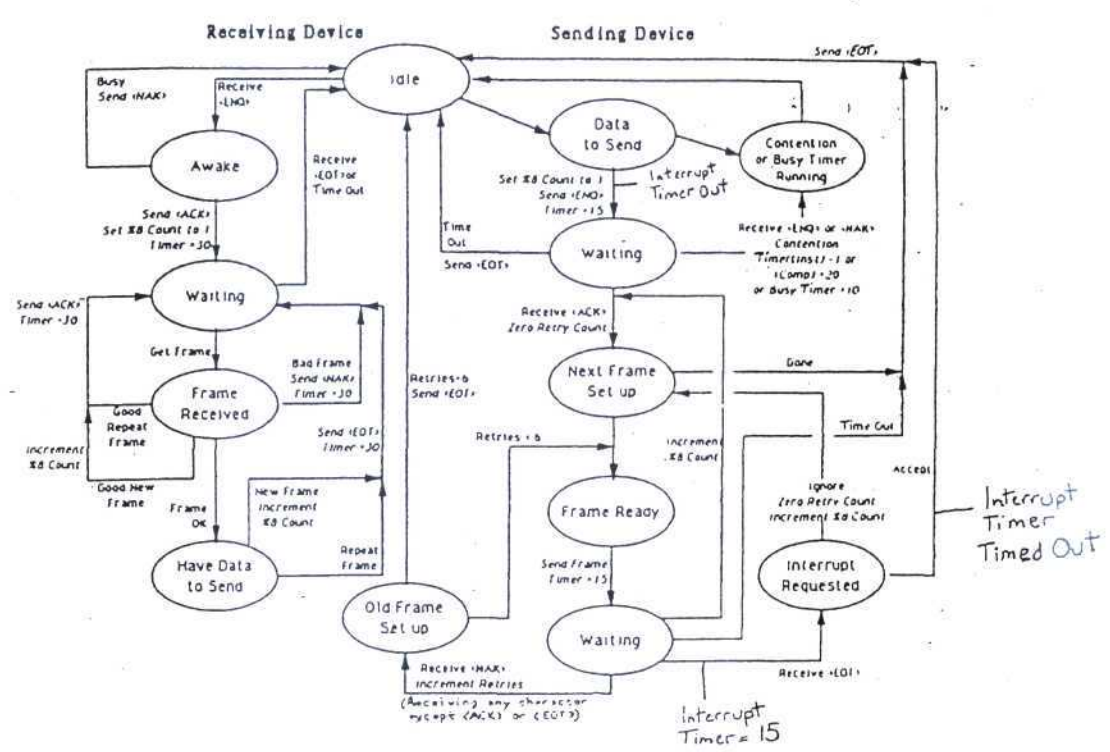 Receiving Device
Sending Device
Send <EOT>
Idle
Busy
Send <NAK>
Receive
<ENQ>
Awake
Receive
<EOT> or
Time Out
Data
to Send
Contention
or Busy Timer
Running
Set %8 Count to 1
Send <ENQ>
Timer = 15
Interrupt
Timer Out
Send <ACK>
Set %8 Count to 1
Timer = 30
Time
Out
Send <EOT>
Waiting
Receive <ENQ> or <NAK>
Contention
or Busy Timer = 10
Waiting
Send <ACK>
Timer = 30
Get Frame
Receive <ACK>
Zero Retry Count
Bad Frame
Send <NAK>
Timer = 30
Frame
Received
Retries = 6
Send <EOT>
Next Frame
Set up
Done
Good
Repeat
Frame
Send <EOT>
Timer = 30
Retries < 6
Increment
%8 Count
Time Out
Increment
%8 Count
Good New
Frame
Frame
OK
New Frame
Increment
%8 Count
Frame Ready
Ignore
Zero Retry Count
Increment %8 Count
Accept
Interrupt
Timer
Timed Out
Have Data
to Send
Repeat
Frame
Send Frame
Timer = 15
Interrupt
Requested
Old Frame
Set up
Waiting
Receive <NAK>
Increment Retries
(Receiving any character
except <ACK> or <EOT>)
Receive <EOT>
Interrupt
Timer = 15